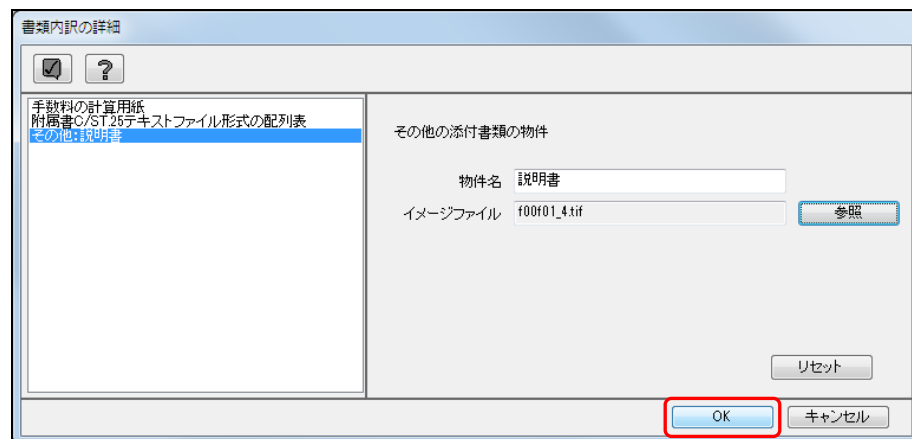 書類内訳の詳細
?
手数料の計算用紙
附属書C/ST.25テキストファイル形式の配列表
その他:説明書
その他の添付書類の物件
物件名 説明書
イメージファイル f00f01_4.tif 参照
リセット
OK キャンセル